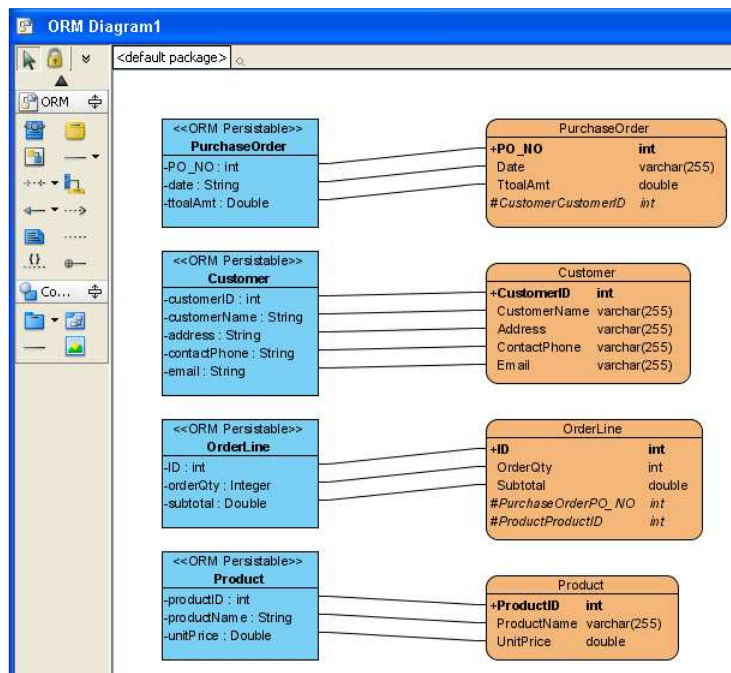 ORM Diagram1
<default package>
ORM
Co...
<<ORM Persistable>>
PurchaseOrder
-PO_NO : int
-date : String
-ttoalAmt : Double
PurchaseOrder
+PO_NO int
Date varchar(255)
TtoalAmt double
#CustomerCustomerID int
<<ORM Persistable>>
Customer
-customerID : int
-customerName : String
-address : String
-contactPhone : String
-email : String
Customer
+CustomerID int
CustomerName varchar(255)
Address varchar(255)
ContactPhone varchar(255)
Email varchar(255)
<<ORM Persistable>>
OrderLine
-ID : int
-orderQty : Integer
-subtotal : Double
OrderLine
+ID int
OrderQty int
Subtotal double
#PurchaseOrderPO_NO int
#ProductProductID int
<<ORM Persistable>>
Product
-productID : int
-productName : String
-unitPrice : Double
Product
+ProductID int
ProductName varchar(255)
UnitPrice double